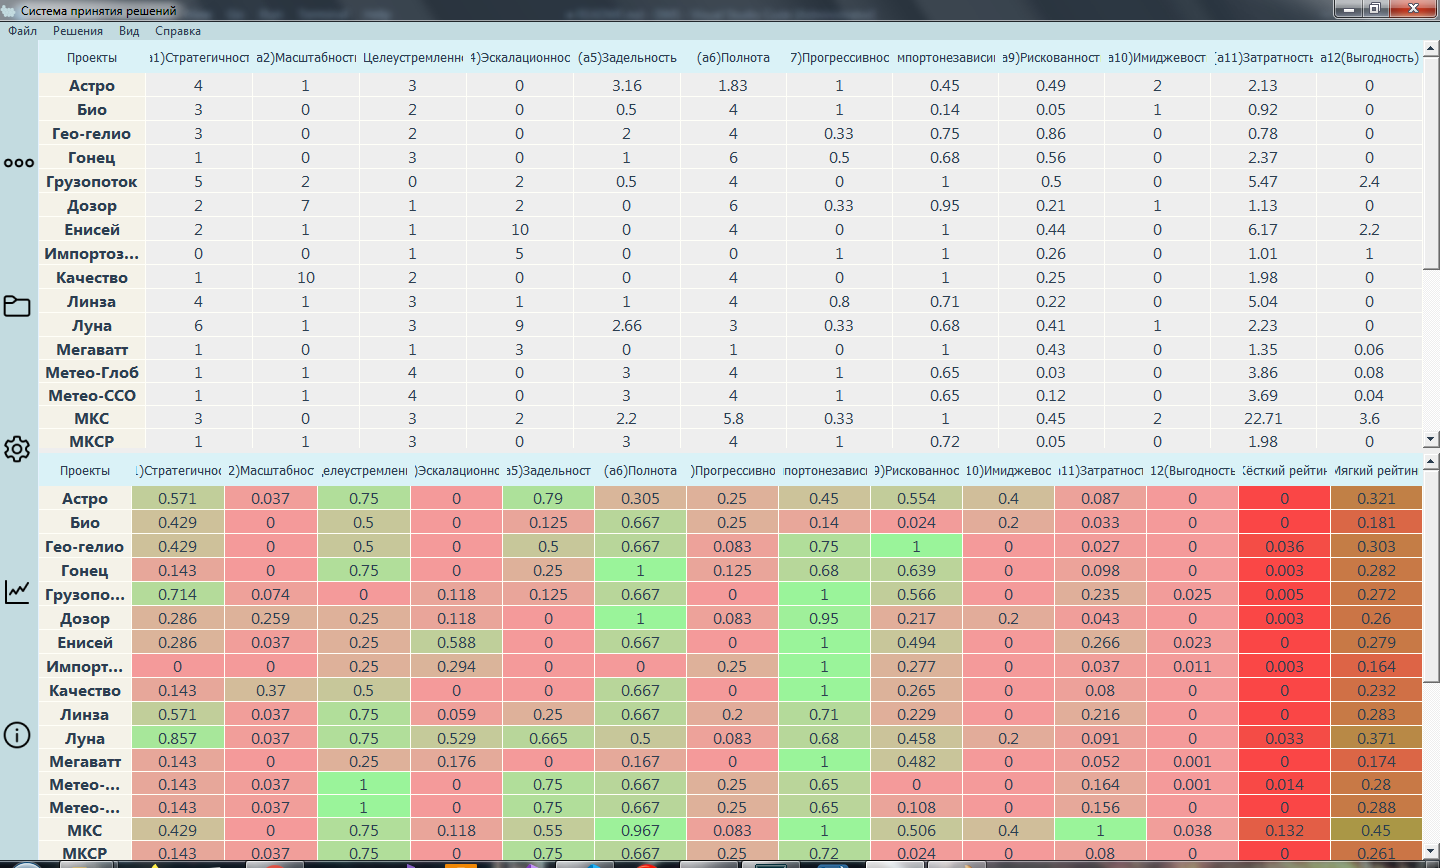 Система принятия решений
Файл Решения Вид Справка
Проекты а1)Стратегичност а2)Масштабность Целеустремленно 4)Эскалационнос (а5)Задельность (а6)Полнота 7)Прогрессивнос мпортонезависим а9)Рискованность а10)Имиджевост (а11)Затратность а12(Выгодность)
Астро 4 1 3 0 3.16 1.83 1 0.45 0.49 2 2.13 0
Био 3 0 2 0 0.5 4 1 0.14 0.05 1 0.92 0
Гео-гелио 3 0 2 0 2 4 0.33 0.75 0.86 0 0.78 0
Гонец 1 0 3 0 1 6 0.5 0.68 0.56 0 2.37 0
Грузопоток 5 2 0 2 0.5 4 0 1 0.5 0 5.47 2.4
Дозор 2 7 1 2 0 6 0.33 0.95 0.21 1 1.13 0
Енисей 2 1 1 10 0 4 0 1 0.44 0 6.17 2.2
Импортоз... 0 0 1 5 0 0 1 1 0.26 0 1.01 1
Качество 1 10 2 0 0 4 0 1 0.25 0 1.98 0
Линза 4 1 3 1 1 4 0.8 0.71 0.22 0 5.04 0
Луна 6 1 3 9 2.66 3 0.33 0.68 0.41 1 2.23 0
Мегаватт 1 0 1 3 0 1 0 1 0.43 0 1.35 0.06
Метео-Глоб 1 1 4 0 3 4 1 0.65 0.03 0 3.86 0.08
Метео-ССО 1 1 4 0 3 4 1 0.65 0.12 0 3.69 0.04
МКС 3 0 3 2 2.2 5.8 0.33 1 0.45 2 22.71 3.6
МКСР 1 1 3 0 3 4 1 0.72 0.05 0 1.98 0
Проекты 1)Стратегичнос 2)Масштабност целеустремленн )Эскалационно а5)Задельност (а6)Полнота )Прогрессивно портонезависи 9)Рискованнос 10)Имиджевос а11)Затратност 12(Выгодность Жёсткий рейтин Мягкий рейтин
Астро 0.571 0.037 0.75 0 0.79 0.305 0.25 0.45 0.554 0.4 0.087 0 0 0.321
Био 0.429 0 0.5 0 0.125 0.667 0.25 0.14 0.024 0.2 0.033 0 0 0.181
Гео-гелио 0.429 0 0.5 0 0.5 0.667 0.083 0.75 1 0 0.027 0 0.036 0.303
Гонец 0.143 0 0.75 0 0.25 1 0.125 0.68 0.639 0 0.098 0 0.003 0.282
Грузопо... 0.714 0.074 0 0.118 0.125 0.667 0 1 0.566 0 0.235 0.025 0.005 0.272
Дозор 0.286 0.259 0.25 0.118 0 1 0.083 0.95 0.217 0.2 0.043 0 0.003 0.26
Енисей 0.286 0.037 0.25 0.588 0 0.667 0 1 0.494 0 0.266 0.023 0 0.279
Импорт... 0 0 0.25 0.294 0 0 0.25 1 0.277 0 0.037 0.011 0.003 0.164
Качество 0.143 0.37 0.5 0 0 0.667 0 1 0.265 0 0.08 0 0 0.232
Линза 0.571 0.037 0.75 0.059 0.25 0.667 0.2 0.71 0.229 0 0.216 0 0 0.283
Луна 0.857 0.037 0.75 0.529 0.665 0.5 0.083 0.68 0.458 0.2 0.091 0 0.033 0.371
Мегаватт 0.143 0 0.25 0.176 0 0.167 0 1 0.482 0 0.052 0.001 0 0.174
Метео-... 0.143 0.037 1 0 0.75 0.667 0.25 0.65 0 0 0.164 0.001 0.014 0.28
Метео-... 0.143 0.037 1 0 0.75 0.667 0.25 0.65 0.108 0 0.156 0 0 0.288
МКС 0.429 0 0.75 0.118 0.55 0.967 0.083 1 0.506 0.4 1 0.038 0.132 0.45
МКСР 0.143 0.037 0.75 0 0.75 0.667 0.25 0.72 0.024 0 0.08 0 0 0.261